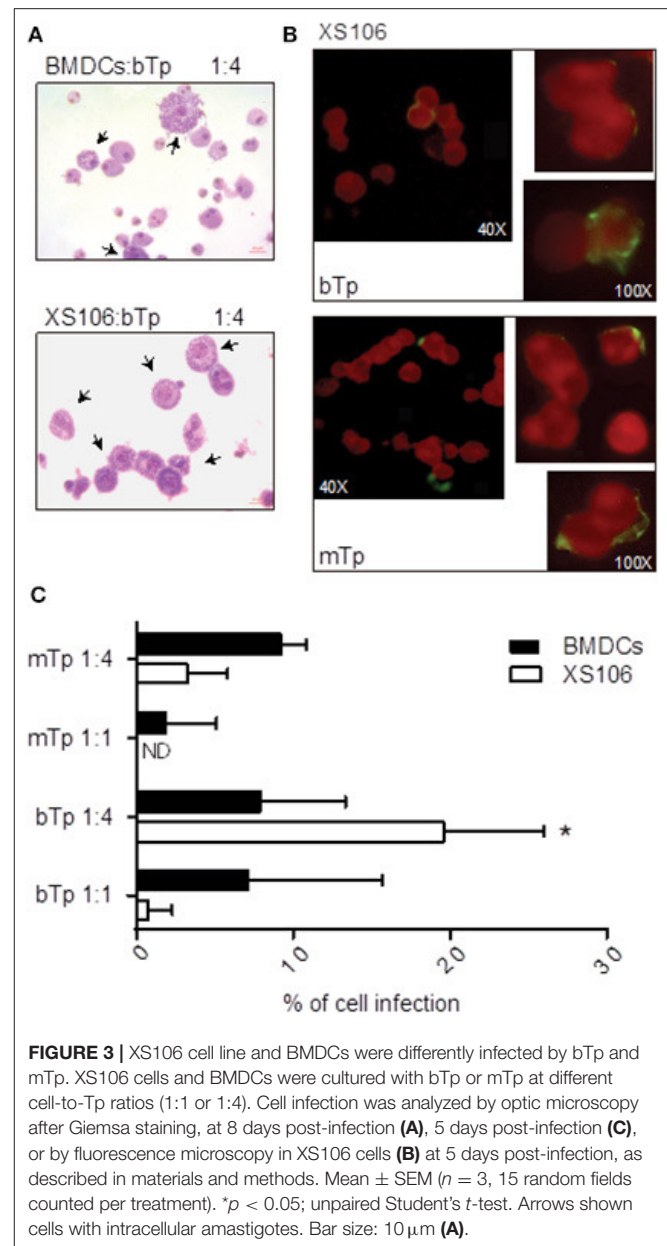 A
BMDCs:bTp 1:4
XS106:bTp 1:4
B
XS106
40X
bTp
100X
40X
mTp
100X
C
BMDCs
XS106
mTp 1:4
mTp 1:1
ND
bTp 1:4
*
bTp 1:1
0
10
20
30
% of cell infection
FIGURE 3 | XS106 cell line and BMDCs were differently infected by bTp and
mTp. XS106 cells and BMDCs were cultured with bTp or mTp at different
cell-to-Tp ratios (1:1 or 1:4). Cell infection was analyzed by optic microscopy
after Giemsa staining, at 8 days post-infection (A), 5 days post-infection (C),
or by fluorescence microscopy in XS106 cells (B) at 5 days post-infection, as
described in materials and methods. Mean ± SEM (n = 3, 15 random fields
counted per treatment). *p < 0.05; unpaired Student's t-test. Arrows shown
cells with intracellular amastigotes. Bar size: 10 μm (A).